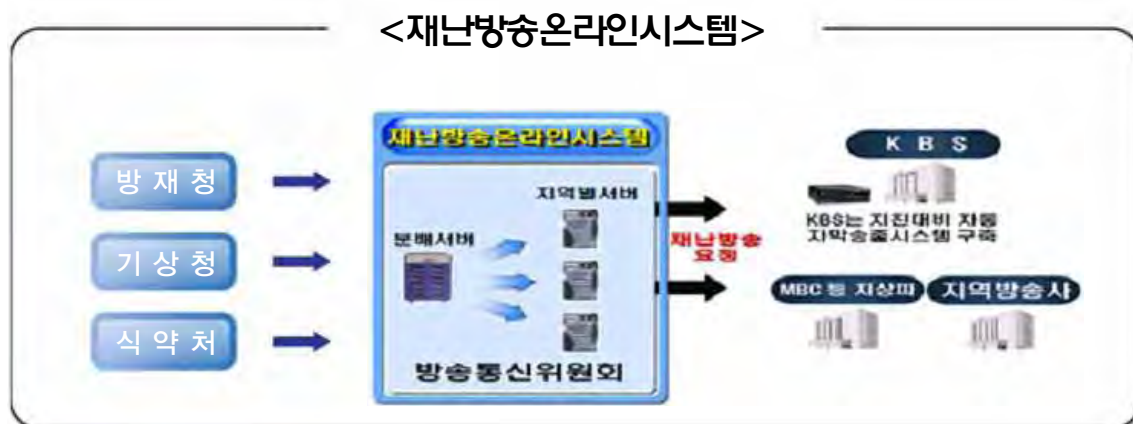 <재난방송온라인시스템>
방 재 청
기 상 청
식 약 처
재난방송온라인시스템
지역별서버
분배서버
방송통신위원회
재난방송
요청
K B S
KBS는 지진대비 자동
자막송출시스템 구축
MBC 등 지상파
지역방송사